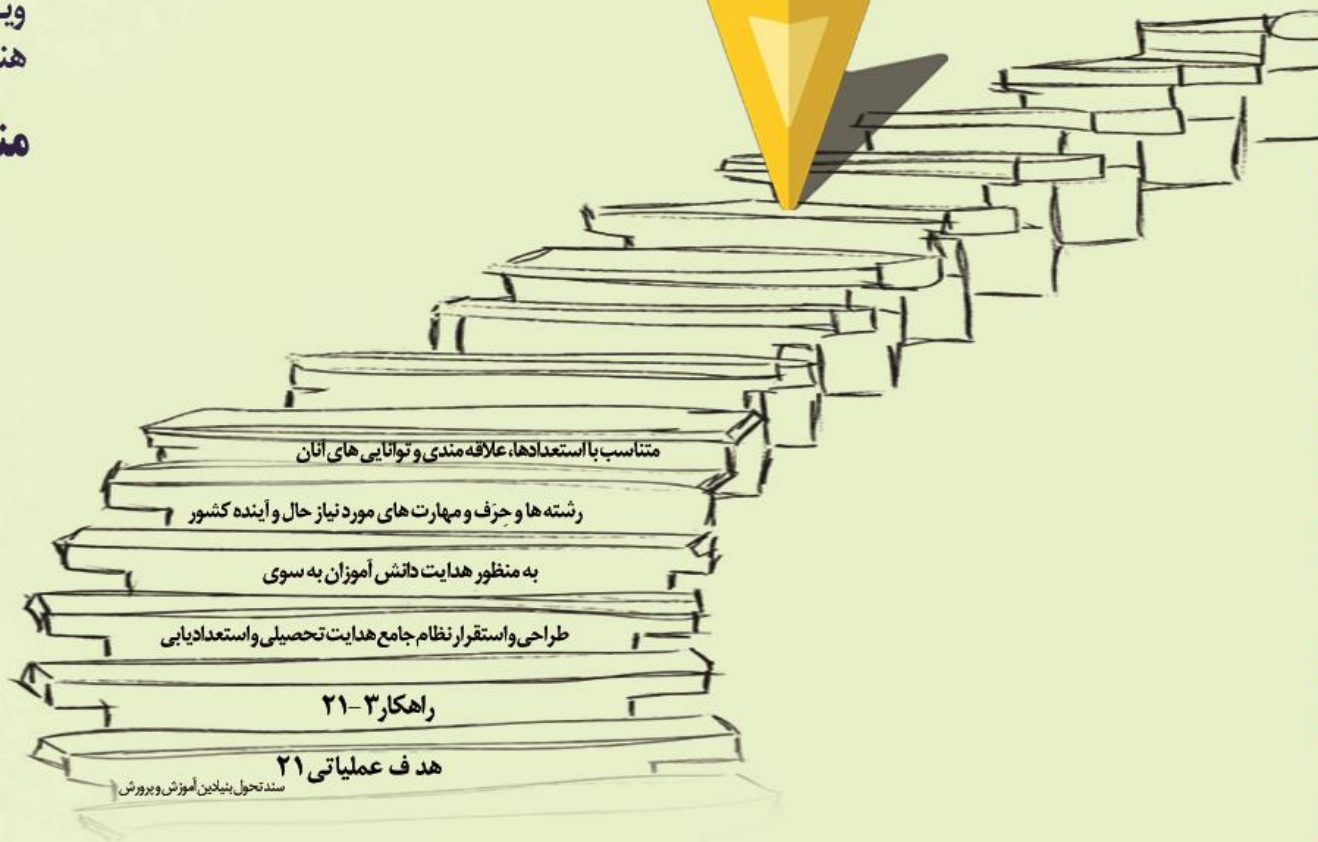 متناسب با استعدادها، علاقه مندی و توانایی های آنان
رشته ها و حِرَف و مهارت های مورد نیاز حال و آینده کشور
به منظور هدایت دانش آموزان به سوی
طراحی و استقرار نظام جامع هدایت تحصیلی و استعدادیابی
راهکار ۳-۲۱
هد ف عملیاتی ۲۱
سند تحول بنیادین آموزش و پرورش